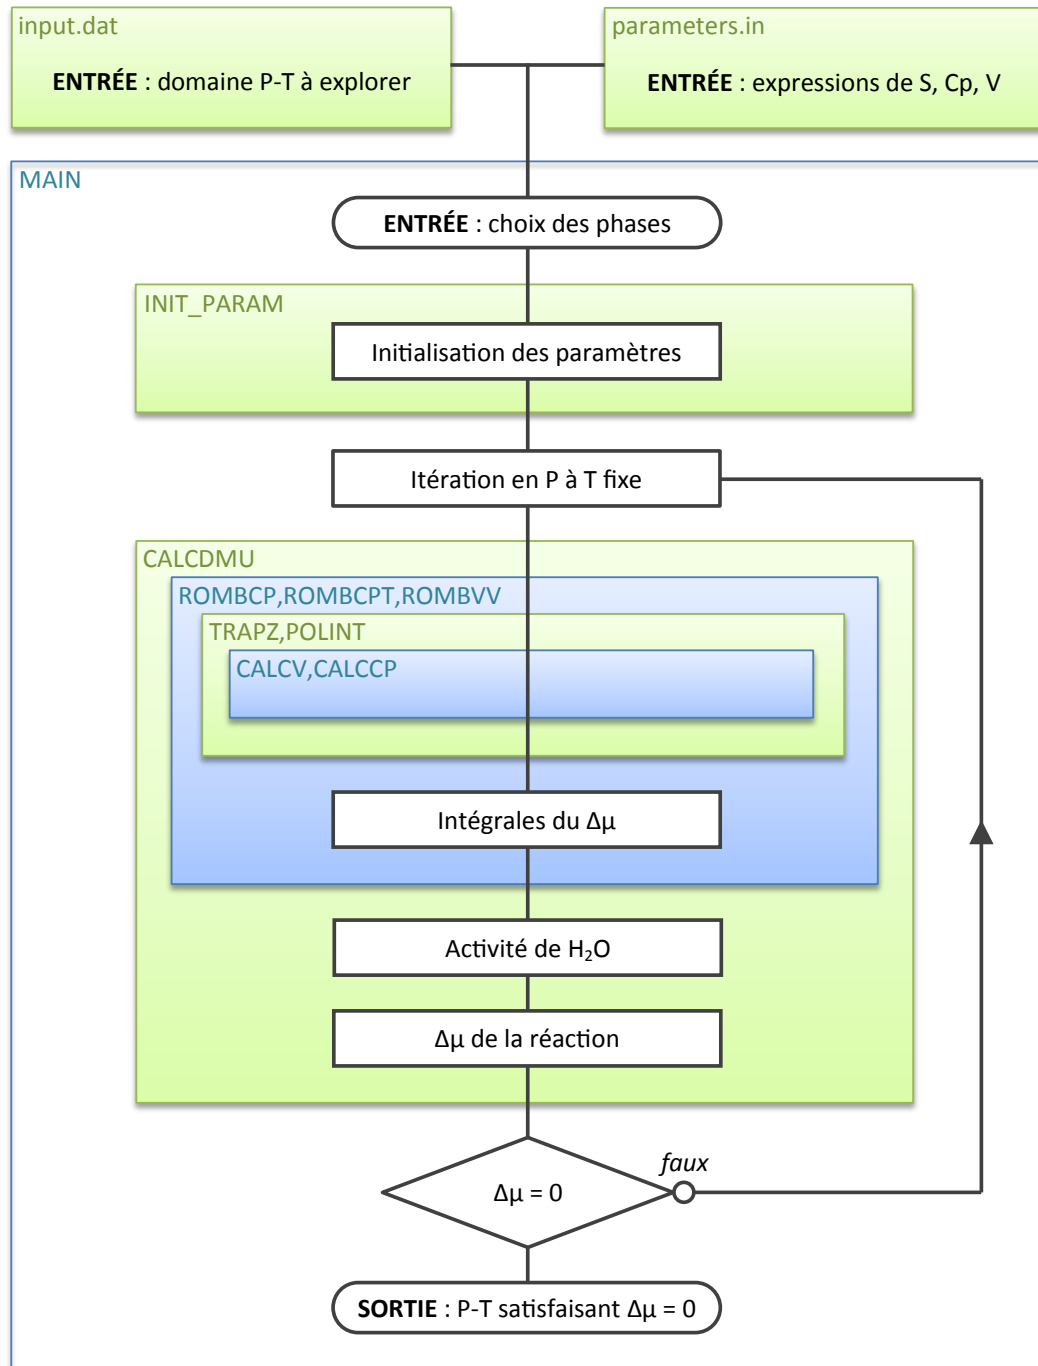 input.dat
ENTRÉE : domaine P-T à explorer
parameters.in
ENTRÉE : expressions de S, Cp, V
MAIN
ENTRÉE : choix des phases
INIT_PARAM
Initialisation des paramètres
Itération en P à T fixe
CALCDMU
ROMBCP,ROMBCPT,ROMBVV
TRAPZ,POLINT
CALCV,CALCCP
Intégrales du Δμ
Activité de H₂O
Δμ de la réaction
faux
Δμ = 0
SORTIE : P-T satisfaisant Δμ = 0